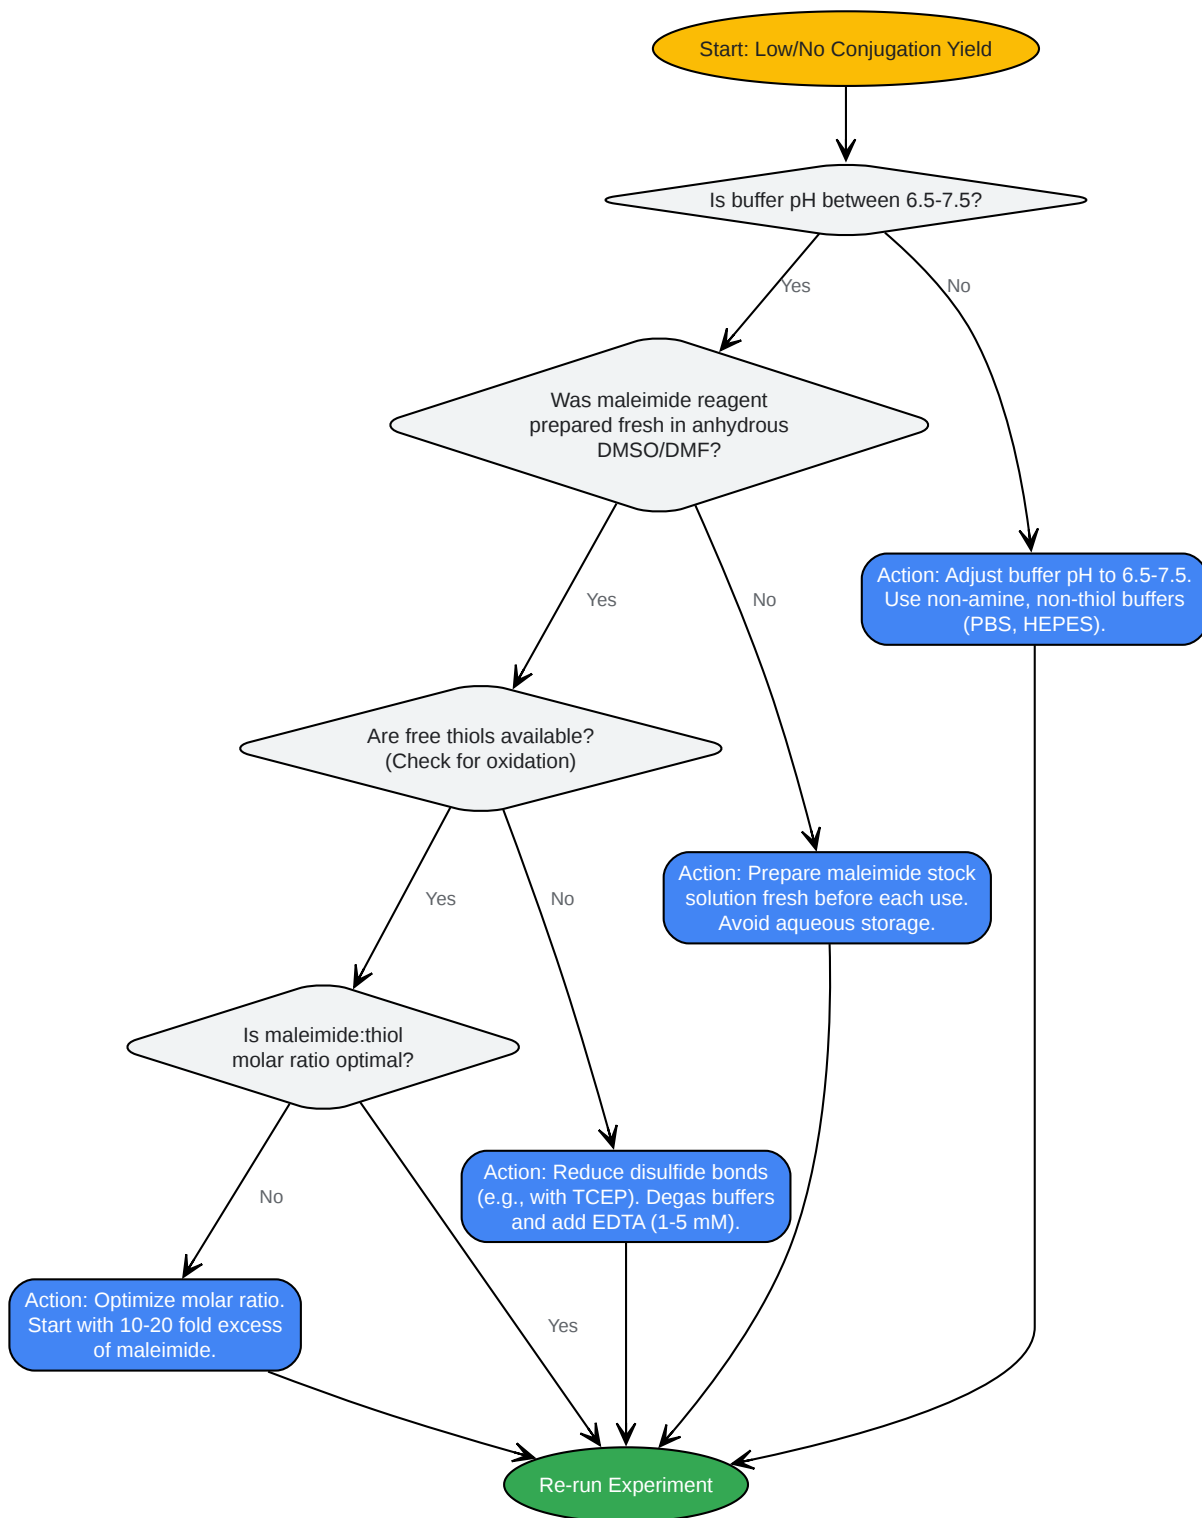 Start: Low/No Conjugation Yield
Is buffer pH between 6.5-7.5?
Yes
No
Was maleimide reagent
prepared fresh in anhydrous
DMSO/DMF?
Action: Adjust buffer pH to 6.5-7.5.
Use non-amine, non-thiol buffers
(PBS, HEPES).
Yes
No
Are free thiols available?
(Check for oxidation)
Action: Prepare maleimide stock
solution fresh before each use.
Avoid aqueous storage.
Yes
No
Is maleimide:thiol
molar ratio optimal?
Action: Reduce disulfide bonds
(e.g., with TCEP). Degas buffers
and add EDTA (1-5 mM).
No
Action: Optimize molar ratio.
Start with 10-20 fold excess
of maleimide.
Yes
Re-run Experiment